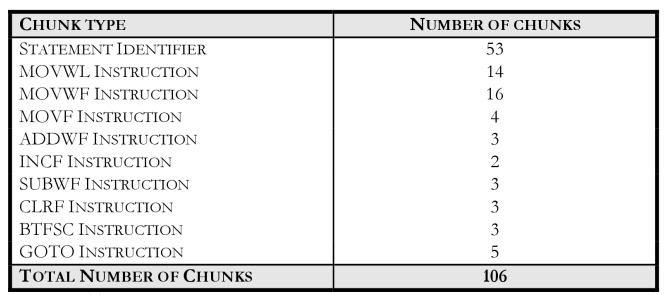 CHUNK TYPE NUMBER OF CHUNKS
STATEMENT IDENTIFIER 53
MOVWL INSTRUCTION 14
MOVWF INSTRUCTION 16
MOVF INSTRUCTION 4
ADDWF INSTRUCTION 3
INCF INSTRUCTION 2
SUBWF INSTRUCTION 3
CLRF INSTRUCTION 3
BTFSC INSTRUCTION 3
GOTO INSTRUCTION 5
TOTAL NUMBER OF CHUNKS 106